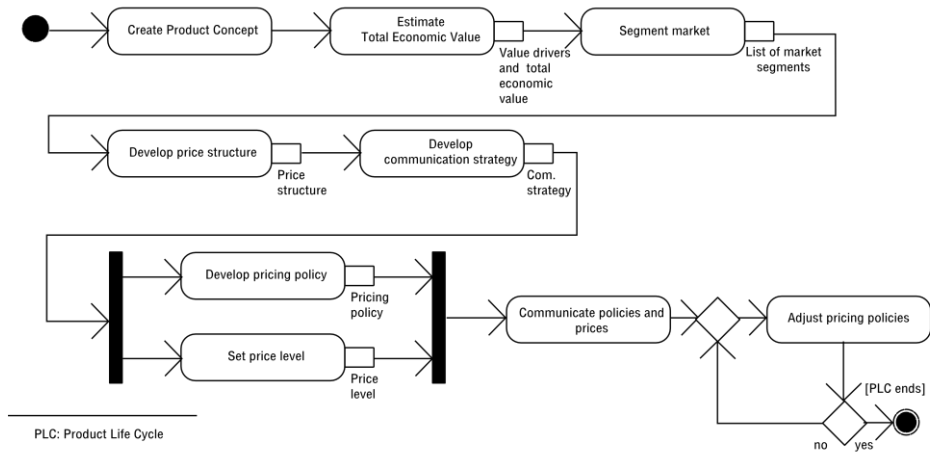 Create Product Concept
Estimate
Total Economic Value
Value drivers
and total
economic
value
Segment market
List of market
segments
Develop price structure
Price
structure
Develop
communication strategy
Com.
strategy
Develop pricing policy
Pricing
policy
Set price level
Price
level
Communicate policies and
prices
Adjust pricing policies
[PLC ends]
no
yes
PLC: Product Life Cycle